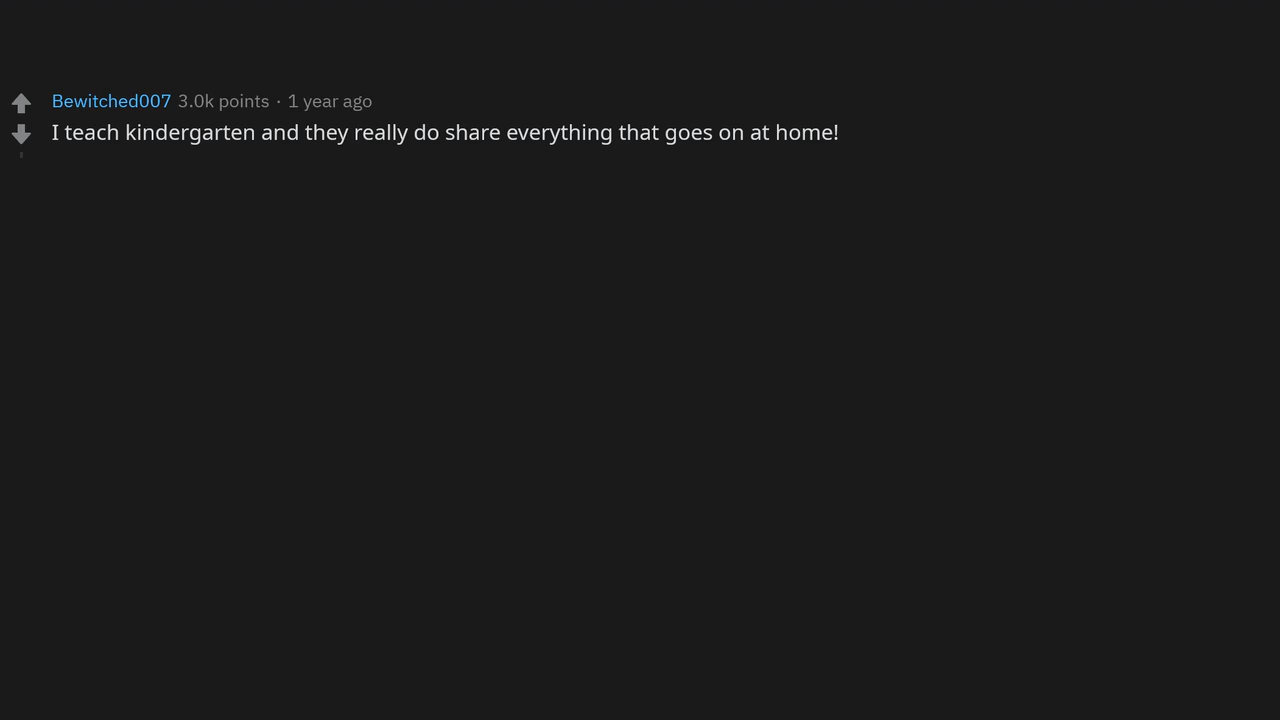 Bewitched007 3.0k points · 1 year ago
I teach kindergarten and they really do share everything that goes on at home!